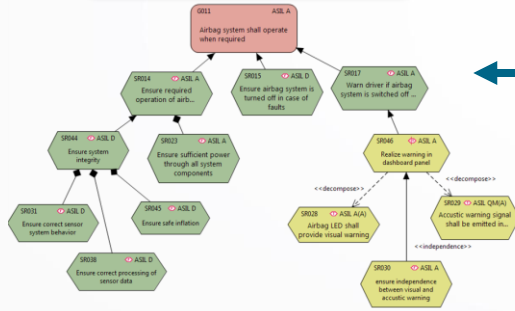 G011 ASIL A
Airbag system shall operate
when required
SR014 ASIL A
Ensure required
operation of airb...
SR015 ASIL D
Ensure airbag system is
turned off in case of
faults
SR017 ASIL A
Warn driver if airbag
system is switched off ...
SR044 ASIL D
Ensure system
integrity
SR023 ASIL A
Ensure sufficient power
through all system
components
SR046 ASIL A
Realize warning in
dashboard panel
<<decompose>>
<<decompose>>
SR031 ASIL D
Ensure correct sensor
system behavior
SR045 ASIL D
Ensure safe inflation
SR028 ASIL A(A)
Airbag LED shall
provide visual warning
SR029 ASIL QM(A)
Accustic warning signal
shall be emitted in...
<<independence>>
SR038 ASIL D
Ensure correct processing of
sensor data
SR030 ASIL A
ensure independence
between visual and
accustic warning